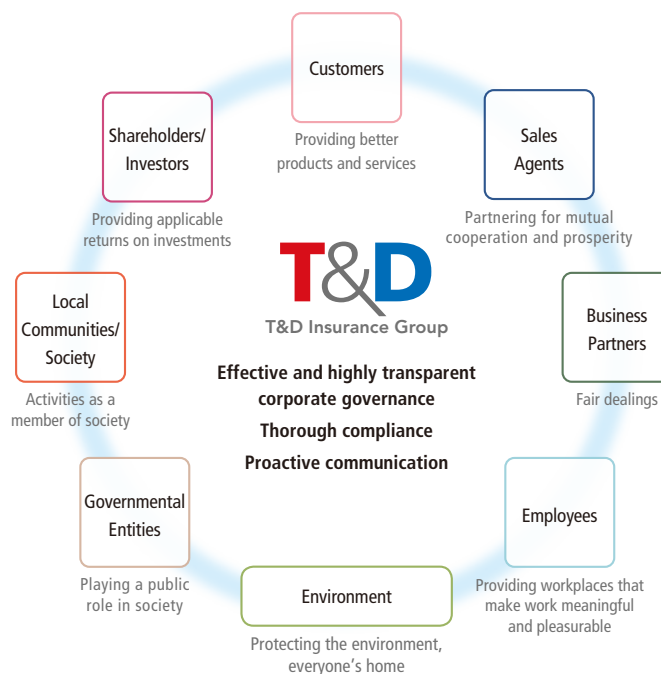 Customers
Providing better
products and services
Shareholders/
Investors
Providing applicable
returns on investments
Sales
Agents
Partnering for mutual
cooperation and prosperity
T&D
T&D Insurance Group
Local
Communities/
Society
Activities as a
member of society
Business
Partners
Fair dealings
Effective and highly transparent
corporate governance
Thorough compliance
Proactive communication
Governmental
Entities
Playing a public
role in society
Employees
Providing workplaces that
make work meaningful
and pleasurable
Environment
Protecting the environment,
everyone’s home